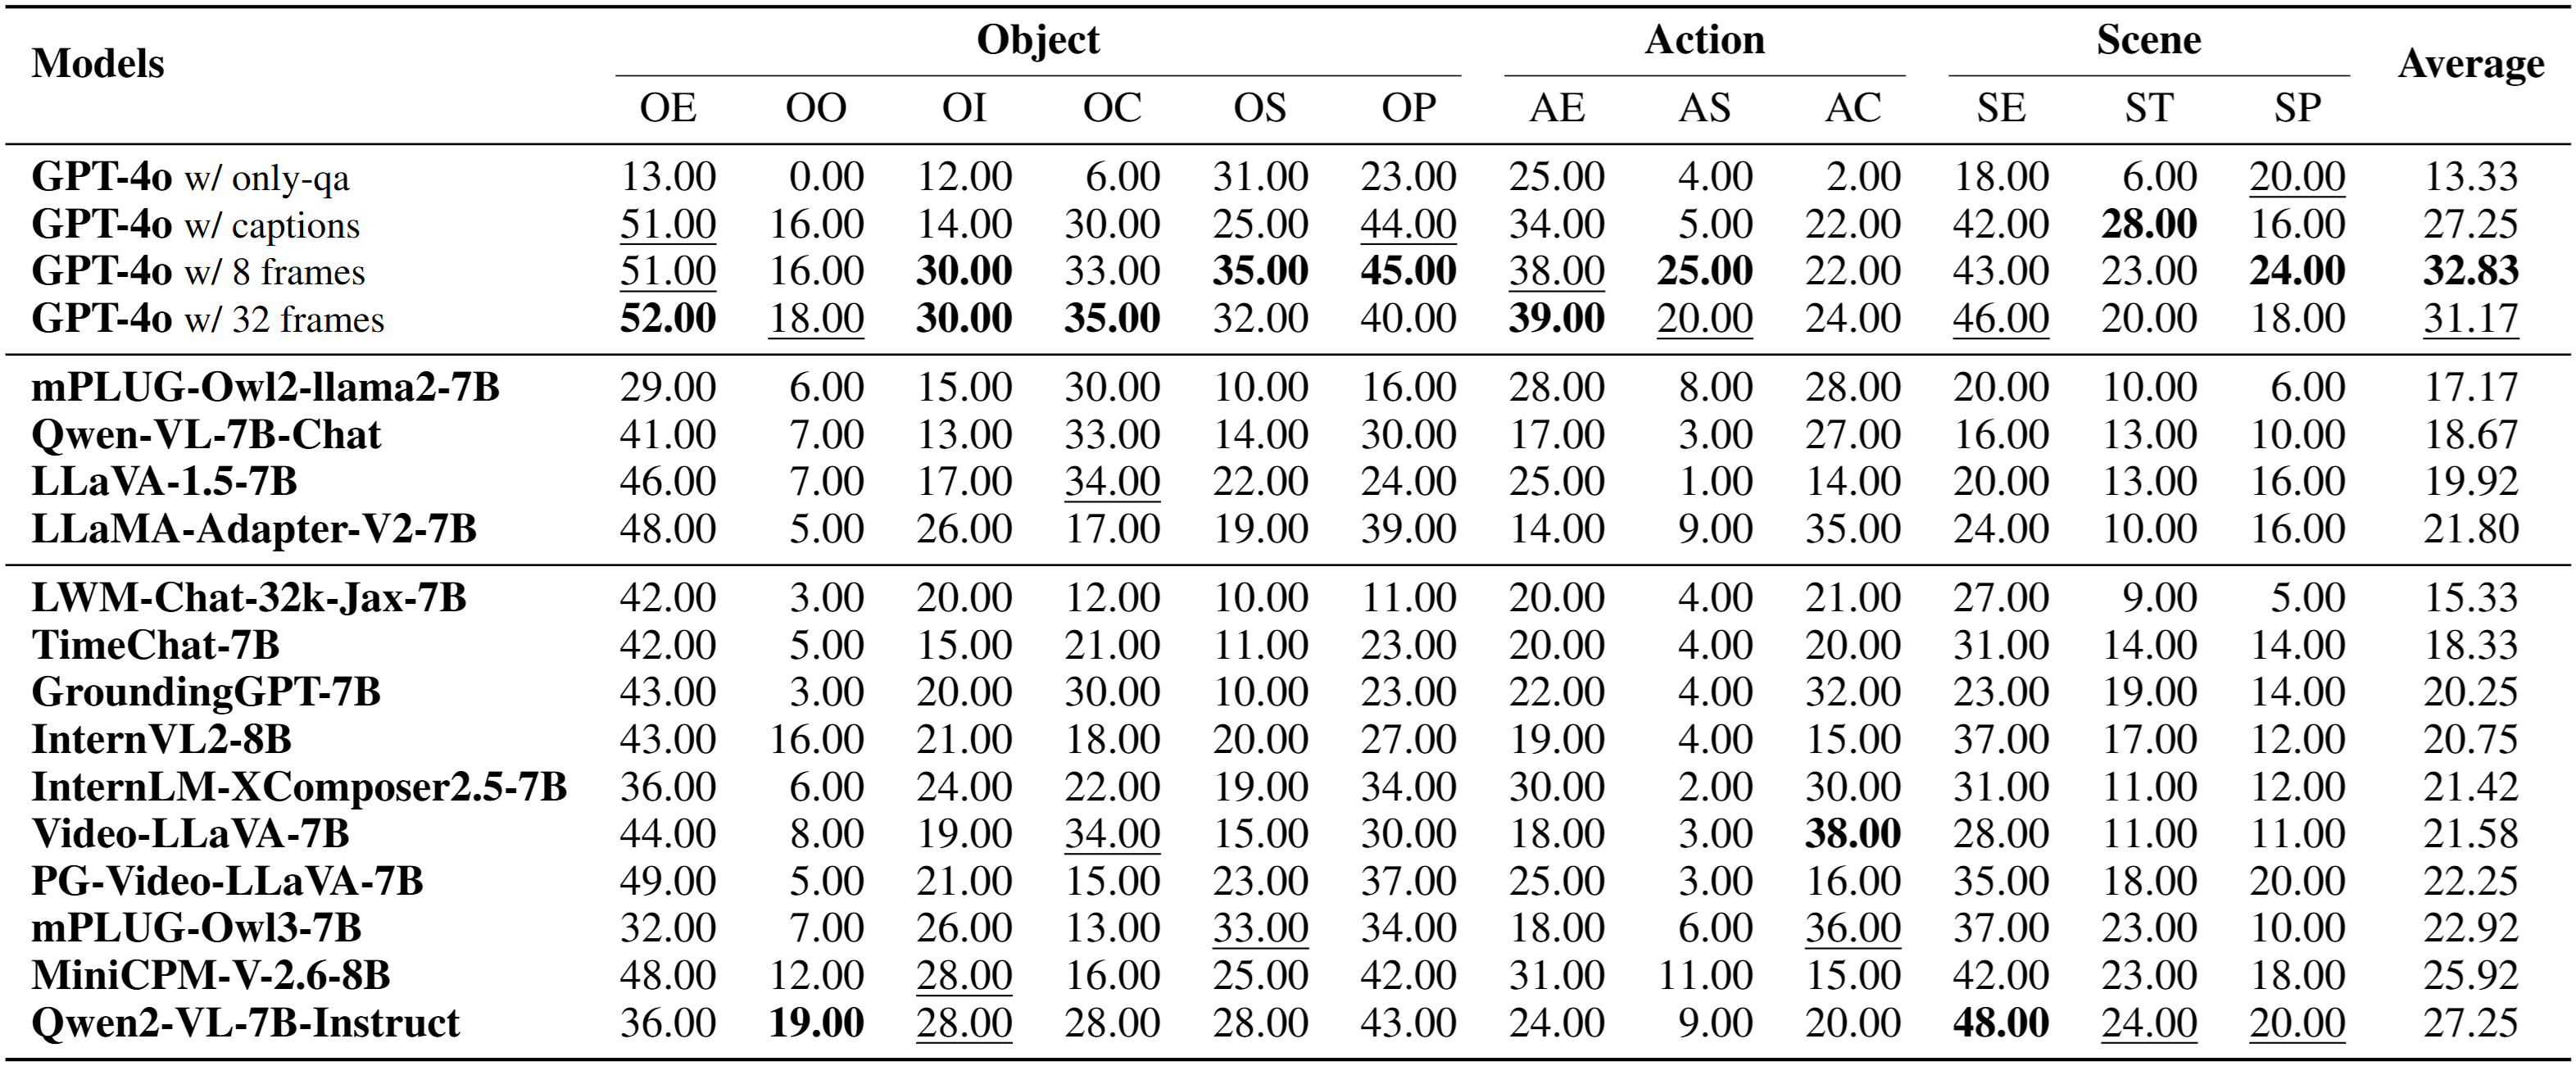 Models Object Action Scene Average
OE OO OI OC OS OP AE AS AC SE ST SP
GPT-4o w/ only-qa 13.00 0.00 12.00 6.00 31.00 23.00 25.00 4.00 2.00 18.00 6.00 20.00 13.33
GPT-4o w/ captions 51.00 16.00 14.00 30.00 25.00 44.00 34.00 5.00 22.00 42.00 28.00 16.00 27.25
GPT-4o w/ 8 frames 51.00 16.00 30.00 33.00 35.00 45.00 38.00 25.00 22.00 43.00 23.00 24.00 32.83
GPT-4o w/ 32 frames 52.00 18.00 30.00 35.00 32.00 40.00 39.00 20.00 24.00 46.00 20.00 18.00 31.17
mPLUG-Owl2-llama2-7B 29.00 6.00 15.00 30.00 10.00 16.00 28.00 8.00 28.00 20.00 10.00 6.00 17.17
Qwen-VL-7B-Chat 41.00 7.00 13.00 33.00 14.00 30.00 17.00 3.00 27.00 16.00 13.00 10.00 18.67
LLaVA-1.5-7B 46.00 7.00 17.00 34.00 22.00 24.00 25.00 1.00 14.00 20.00 13.00 16.00 19.92
LLaMA-Adapter-V2-7B 48.00 5.00 26.00 17.00 19.00 39.00 14.00 9.00 35.00 24.00 10.00 16.00 21.80
LWM-Chat-32k-Jax-7B 42.00 3.00 20.00 12.00 10.00 11.00 20.00 4.00 21.00 27.00 9.00 5.00 15.33
TimeChat-7B 42.00 5.00 15.00 21.00 11.00 23.00 20.00 4.00 20.00 31.00 14.00 14.00 18.33
GroundingGPT-7B 43.00 3.00 20.00 30.00 10.00 23.00 22.00 4.00 32.00 23.00 19.00 14.00 20.25
InternVL2-8B 43.00 16.00 21.00 18.00 20.00 27.00 19.00 4.00 15.00 37.00 17.00 12.00 20.75
InternLM-XComposer2.5-7B 36.00 6.00 24.00 22.00 19.00 34.00 30.00 2.00 30.00 31.00 11.00 12.00 21.42
Video-LLaVA-7B 44.00 8.00 19.00 34.00 15.00 30.00 18.00 3.00 38.00 28.00 11.00 11.00 21.58
PG-Video-LLaVA-7B 49.00 5.00 21.00 15.00 23.00 37.00 25.00 3.00 16.00 35.00 18.00 20.00 22.25
mPLUG-Owl3-7B 32.00 7.00 26.00 13.00 33.00 34.00 18.00 6.00 36.00 37.00 23.00 10.00 22.92
MiniCPM-V-2.6-8B 48.00 12.00 28.00 16.00 25.00 42.00 31.00 11.00 15.00 42.00 23.00 18.00 25.92
Qwen2-VL-7B-Instruct 36.00 19.00 28.00 28.00 28.00 43.00 24.00 9.00 20.00 48.00 24.00 20.00 27.25